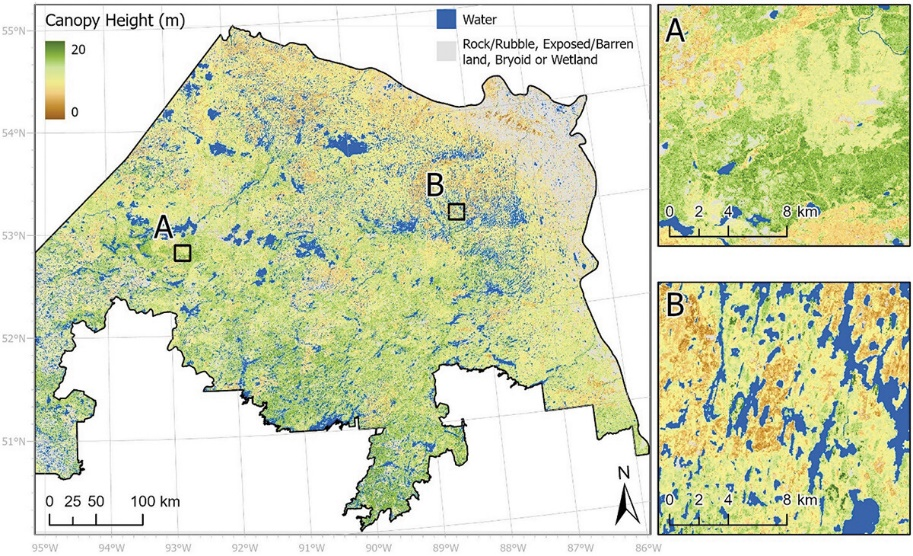 Canopy Height (m)
20
0
Water
Rock/Rubble, Exposed/Barren
land, Bryoid or Wetland
55°N
54°N
53°N
52°N
51°N
A
B
N
0 25 50 100 km
95°W 94°W 93°W 92°W 91°W 90°W 89°W 88°W 87°W 86°W
A
0 2 4 8 km
B
0 2 4 8 km